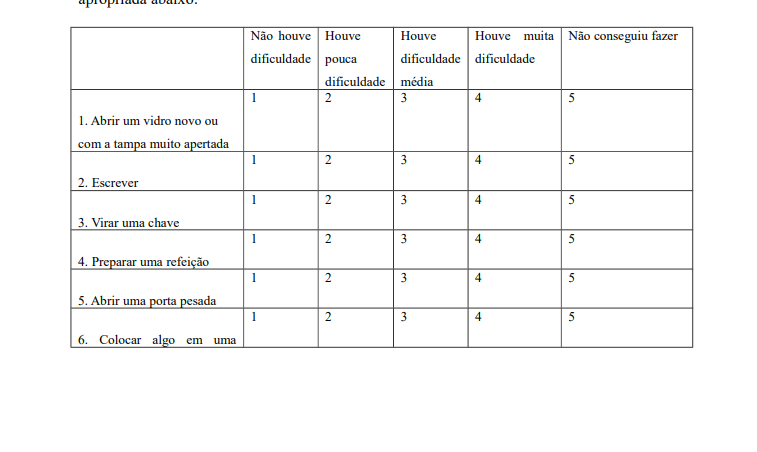 apropriada abaixo.
Não houve dificuldade
Houve pouca dificuldade
Houve dificuldade média
Houve muita dificuldade
Não conseguiu fazer
1. Abrir um vidro novo ou
com a tampa muito apertada
1 2 3 4 5
2. Escrever
1 2 3 4 5
3. Virar uma chave
1 2 3 4 5
4. Preparar uma refeição
1 2 3 4 5
5. Abrir uma porta pesada
1 2 3 4 5
6. Colocar algo em uma
1 2 3 4 5